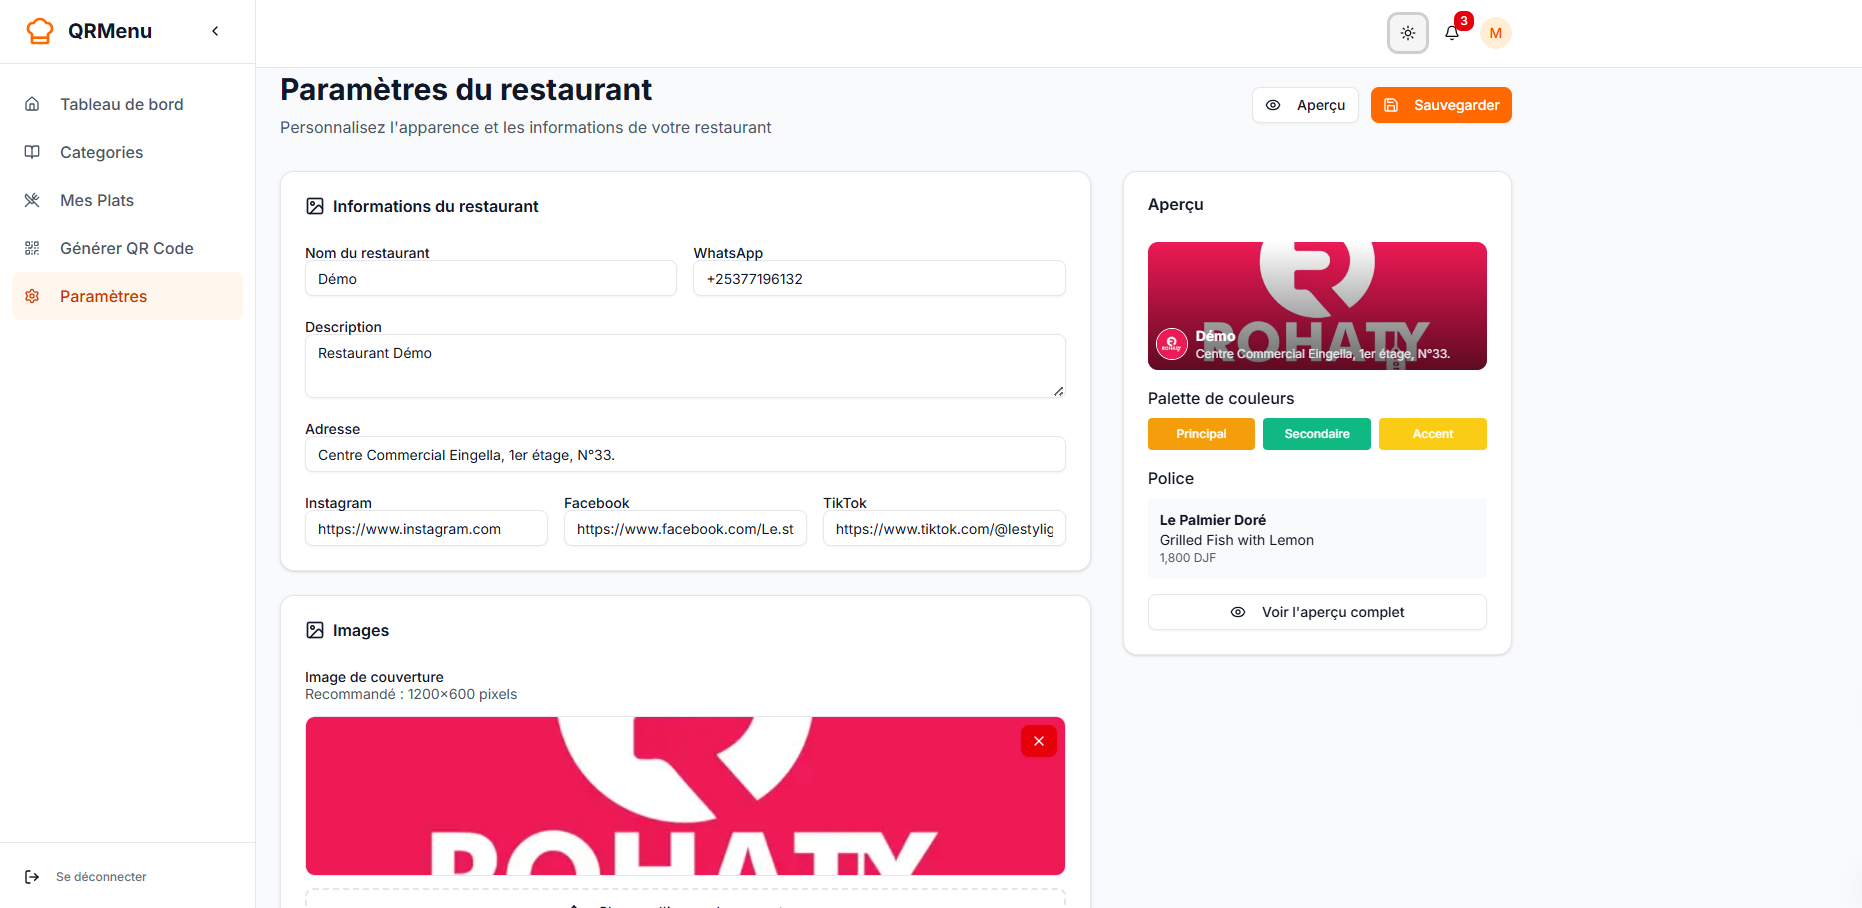 QRMenu
3
M
Tableau de bord
Categories
Mes Plats
Générer QR Code
Paramètres
Se déconnecter
Paramètres du restaurant
Personnalisez l'apparence et les informations de votre restaurant
Aperçu
Sauvegarder
Informations du restaurant
Nom du restaurant
Démo
WhatsApp
+25377196132
Description
Restaurant Démo
Adresse
Centre Commercial Eingella, 1er étage, N°33.
Instagram
https://www.instagram.com
Facebook
https://www.facebook.com/Le.st
TikTok
https://www.tiktok.com/@lestylig
Images
Image de couverture
Recommandé : 1200×600 pixels
ROHATY
Aperçu
ROHATY
ROHATY
Démo
Centre Commercial Eingella, 1er étage, N°33.
Palette de couleurs
Principal
Secondaire
Accent
Police
Le Palmier Doré
Grilled Fish with Lemon
1,800 DJF
Voir l'aperçu complet